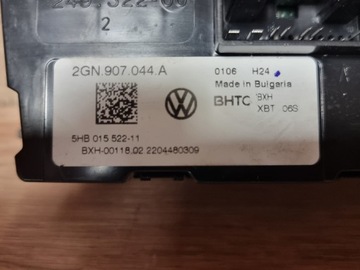 2
2GN.907.044.A
0106 H24
Made in Bulgaria
BHTC BXH
XBT 06S
5HB 015 522-11
BXH-00118.02 2204480309